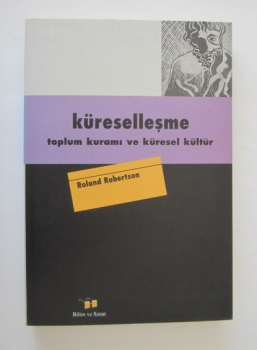 küreselleşme
toplum kuramı ve küresel kültür
Roland Robertson
Bilim ve Sanat